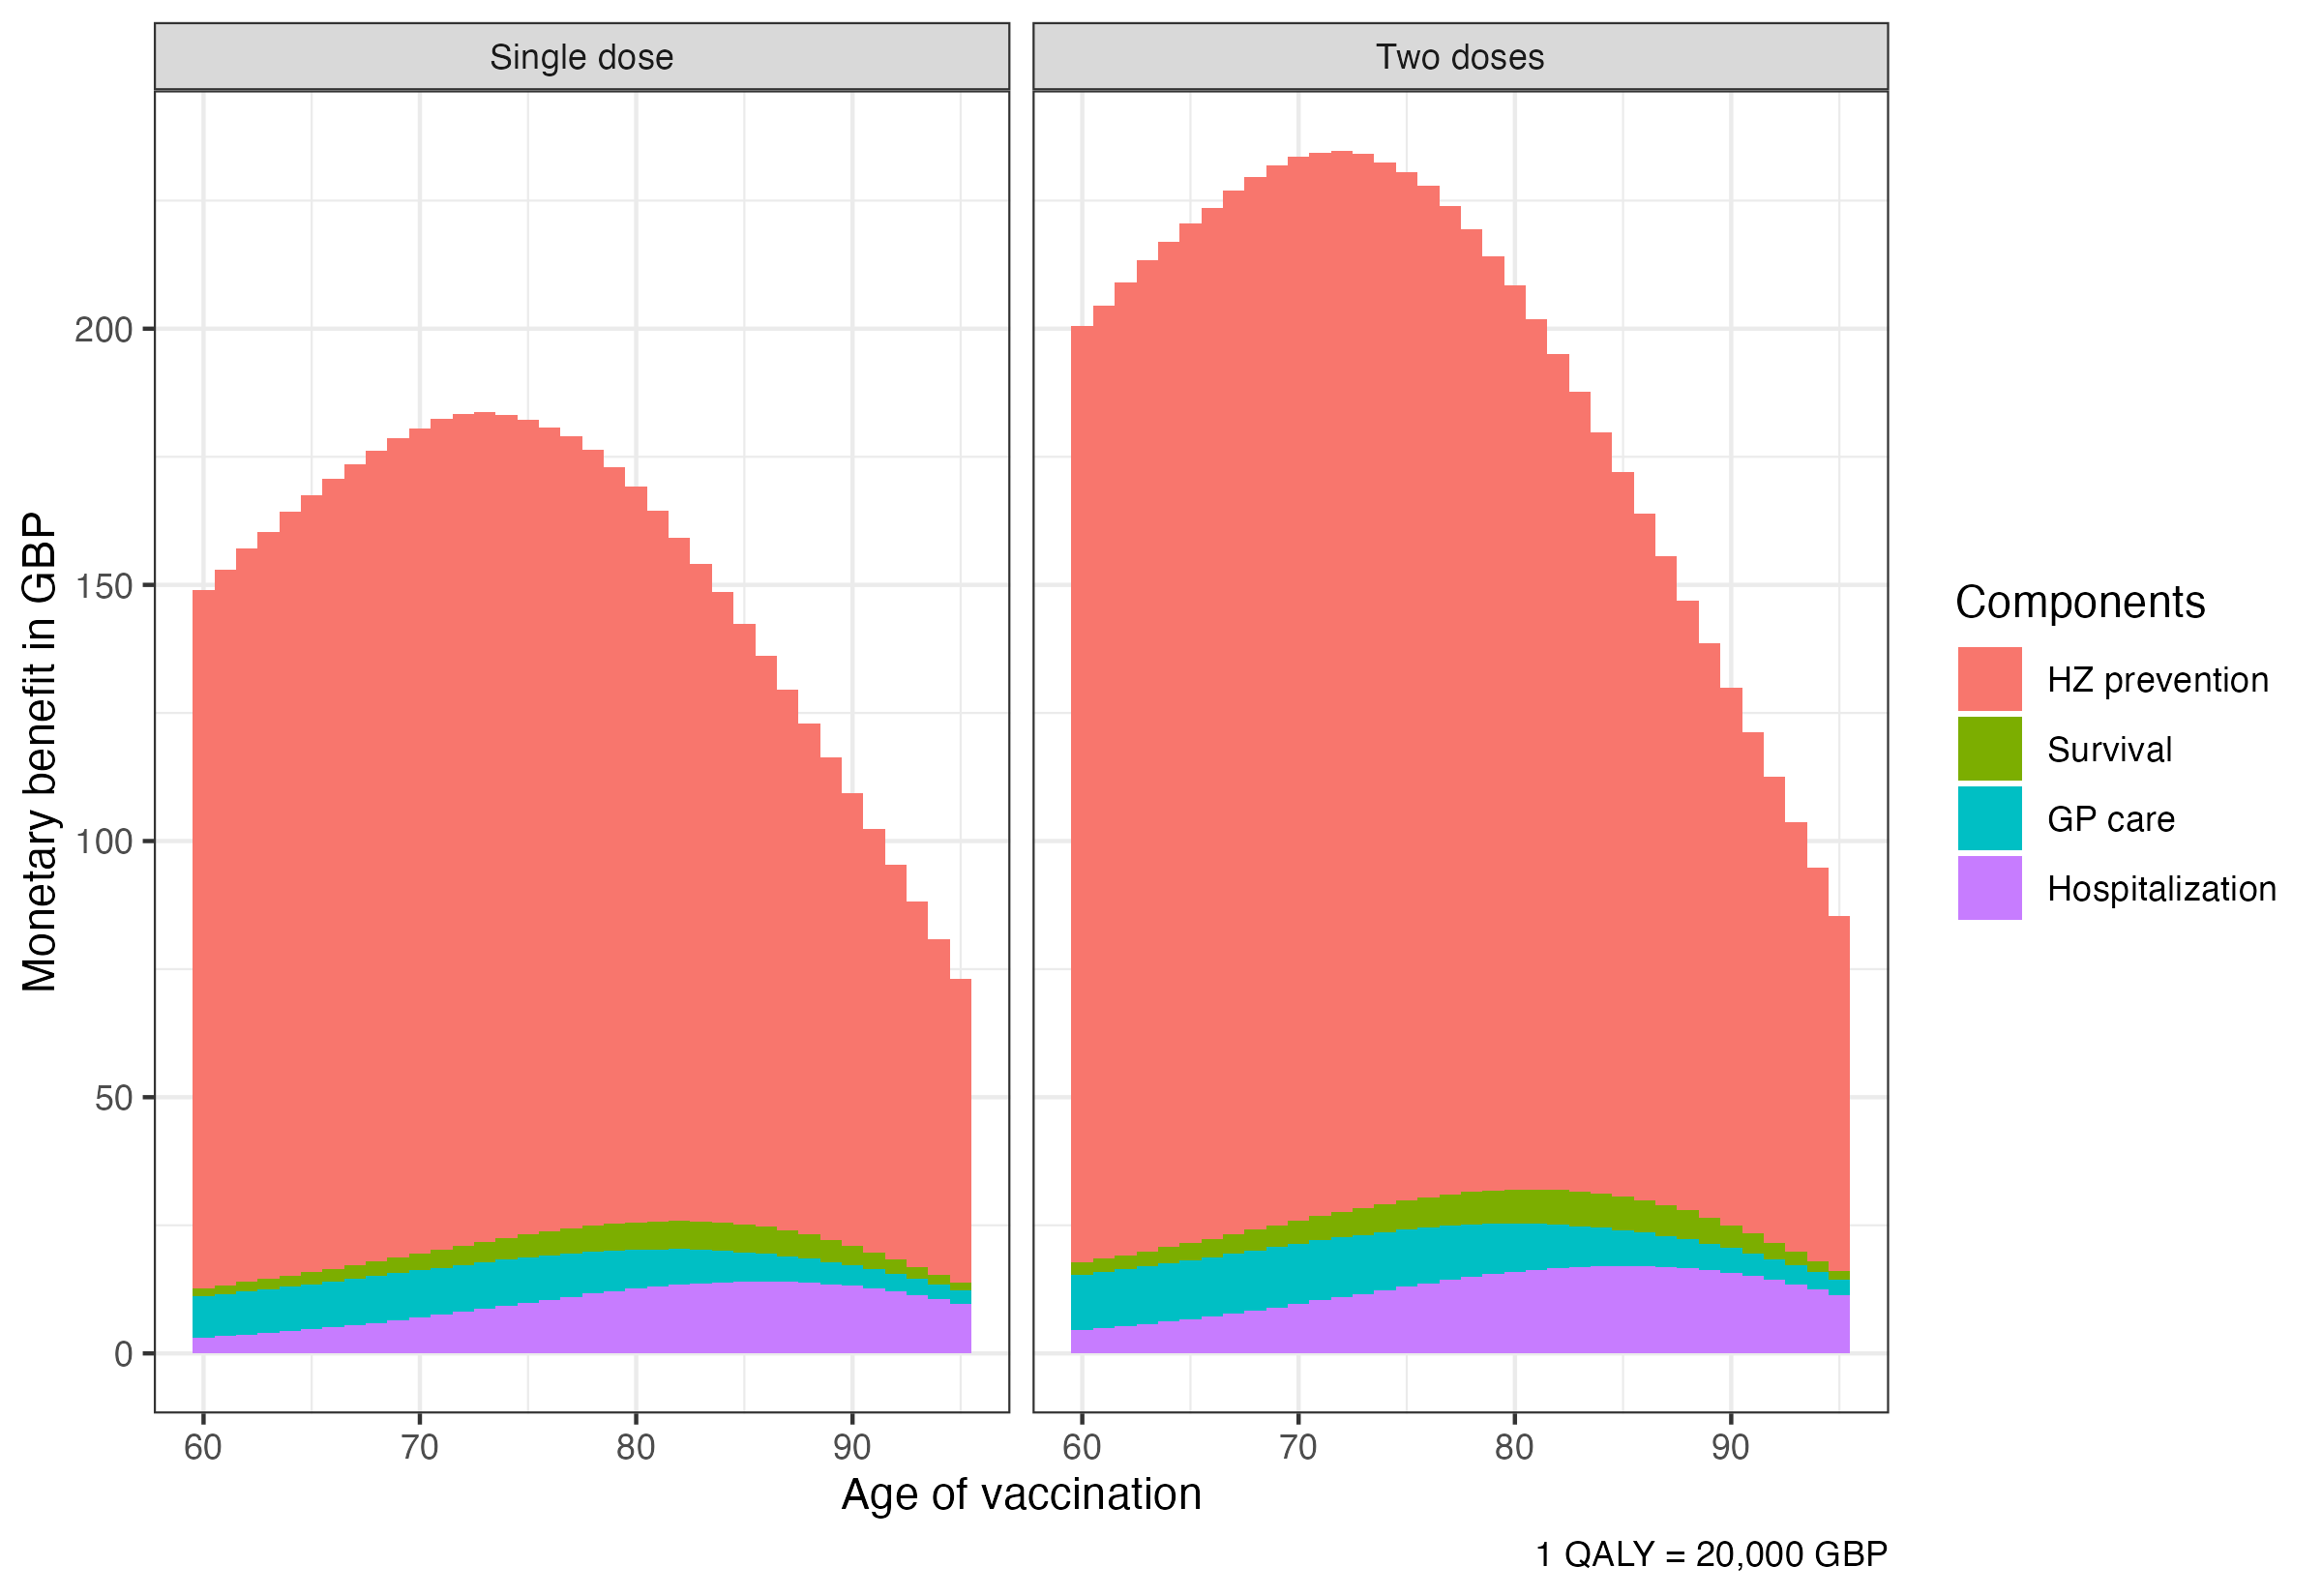 Single dose
Two doses
Monetary benefit in GBP
200
150
100
50
0
60 70 80 90
60 70 80 90
Age of vaccination
Components
HZ prevention
Survival
GP care
Hospitalization
1 QALY = 20,000 GBP